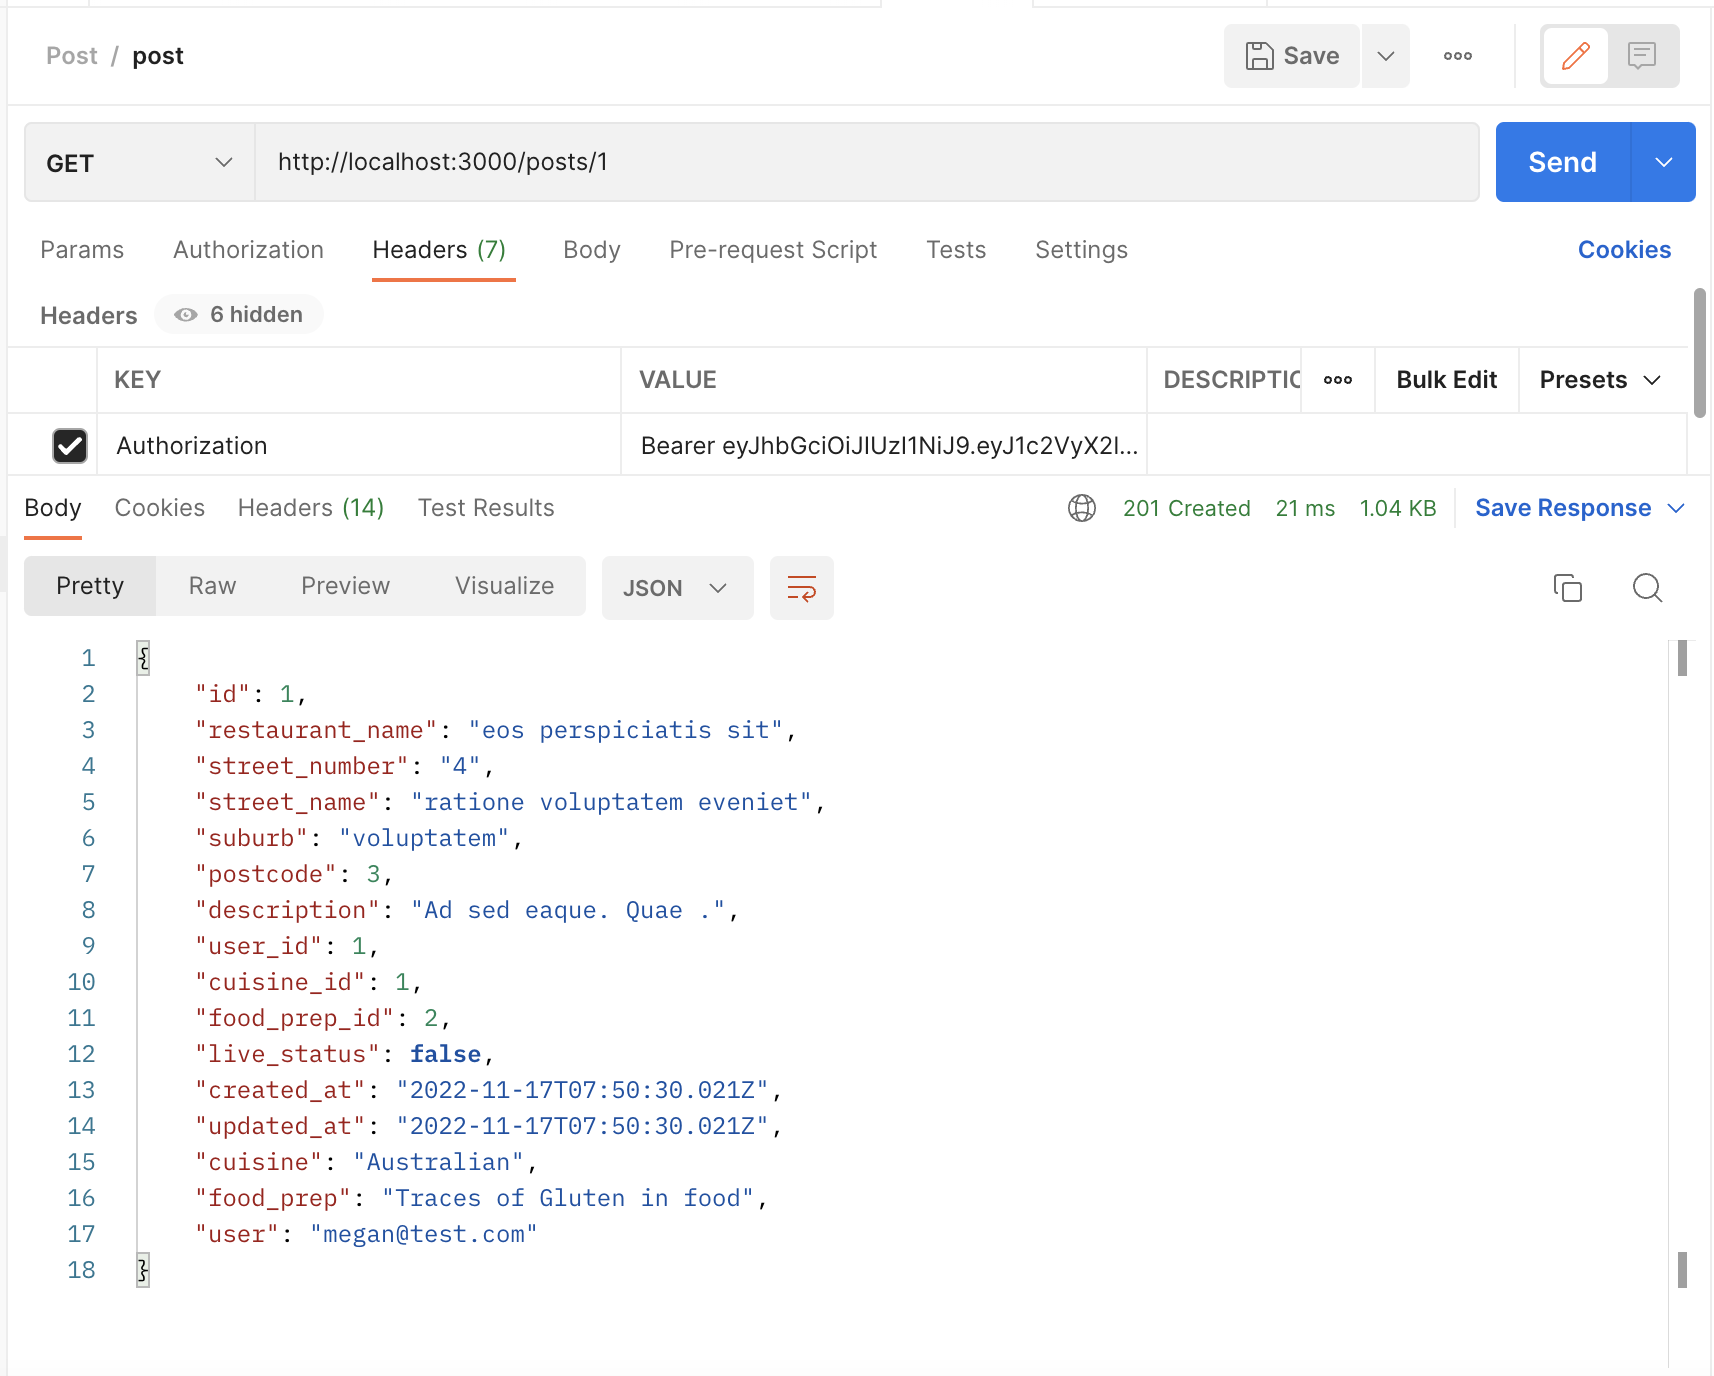 Post / post
Save
GET
http://localhost:3000/posts/1
Send
Params Authorization Headers (7) Body Pre-request Script Tests Settings Cookies
Headers 6 hidden
KEY VALUE DESCRIPTIO Bulk Edit Presets
Authorization Bearer eyJhbGciOiJIUzI1NiJ9.eyJ1c2VyX2l...
Body Cookies Headers (14) Test Results 201 Created 21 ms 1.04 KB Save Response
Pretty Raw Preview Visualize JSON
1 {
2 "id": 1,
3 "restaurant_name": "eos perspiciatis sit",
4 "street_number": "4",
5 "street_name": "ratione voluptatem eveniet",
6 "suburb": "voluptatem",
7 "postcode": 3,
8 "description": "Ad sed eaque. Quae .",
9 "user_id": 1,
10 "cuisine_id": 1,
11 "food_prep_id": 2,
12 "live_status": false,
13 "created_at": "2022-11-17T07:50:30.021Z",
14 "updated_at": "2022-11-17T07:50:30.021Z",
15 "cuisine": "Australian",
16 "food_prep": "Traces of Gluten in food",
17 "user": "megan@test.com"
18 }